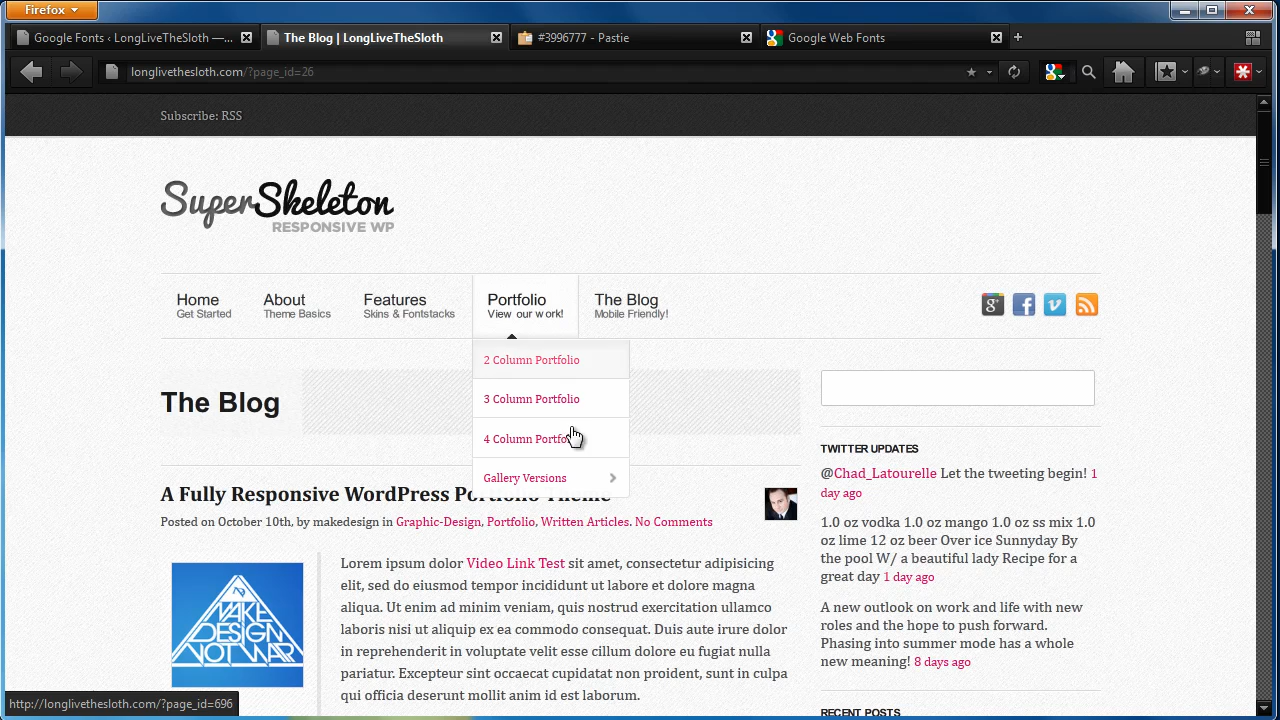 Firefox
Google Fonts ‹ LongLiveTheSloth —...
The Blog | LongLiveTheSloth
#3996777 - Pastie
Google Web Fonts
longlivethesloth.com/?page_id=26
Subscribe: RSS
SuperSkeleton
RESPONSIVE WP
Home
Get Started
About
Theme Basics
Features
Skins & Fontstacks
Portfolio
View our work!
The Blog
Mobile Friendly!
2 Column Portfolio
3 Column Portfolio
4 Column Portfo
Gallery Versions
The Blog
A Fully Responsive WordPress Portfolio Theme
Posted on October 10th, by makedesign in Graphic-Design, Portfolio, Written Articles. No Comments
MAKE
DESIGN
NOT WAR
Lorem ipsum dolor Video Link Test sit amet, consectetur adipisicing
elit, sed do eiusmod tempor incididunt ut labore et dolore magna
aliqua. Ut enim ad minim veniam, quis nostrud exercitation ullamco
laboris nisi ut aliquip ex ea commodo consequat. Duis aute irure dolor
in reprehenderit in voluptate velit esse cillum dolore eu fugiat nulla
pariatur. Excepteur sint occaecat cupidatat non proident, sunt in culpa
qui officia deserunt mollit anim id est laborum.
TWITTER UPDATES
@Chad_Latourelle Let the tweeting begin! 1
day ago
1.0 oz vodka 1.0 oz mango 1.0 oz ss mix 1.0
oz lime 12 oz beer Over ice Sunnyday By
the pool W/ a beautiful lady Recipe for a
great day 1 day ago
A new outlook on work and life with new
roles and the hope to push forward.
Phasing into summer mode has a whole
new meaning! 8 days ago
RECENT POSTS
http://longlivethesloth.com/?page_id=696